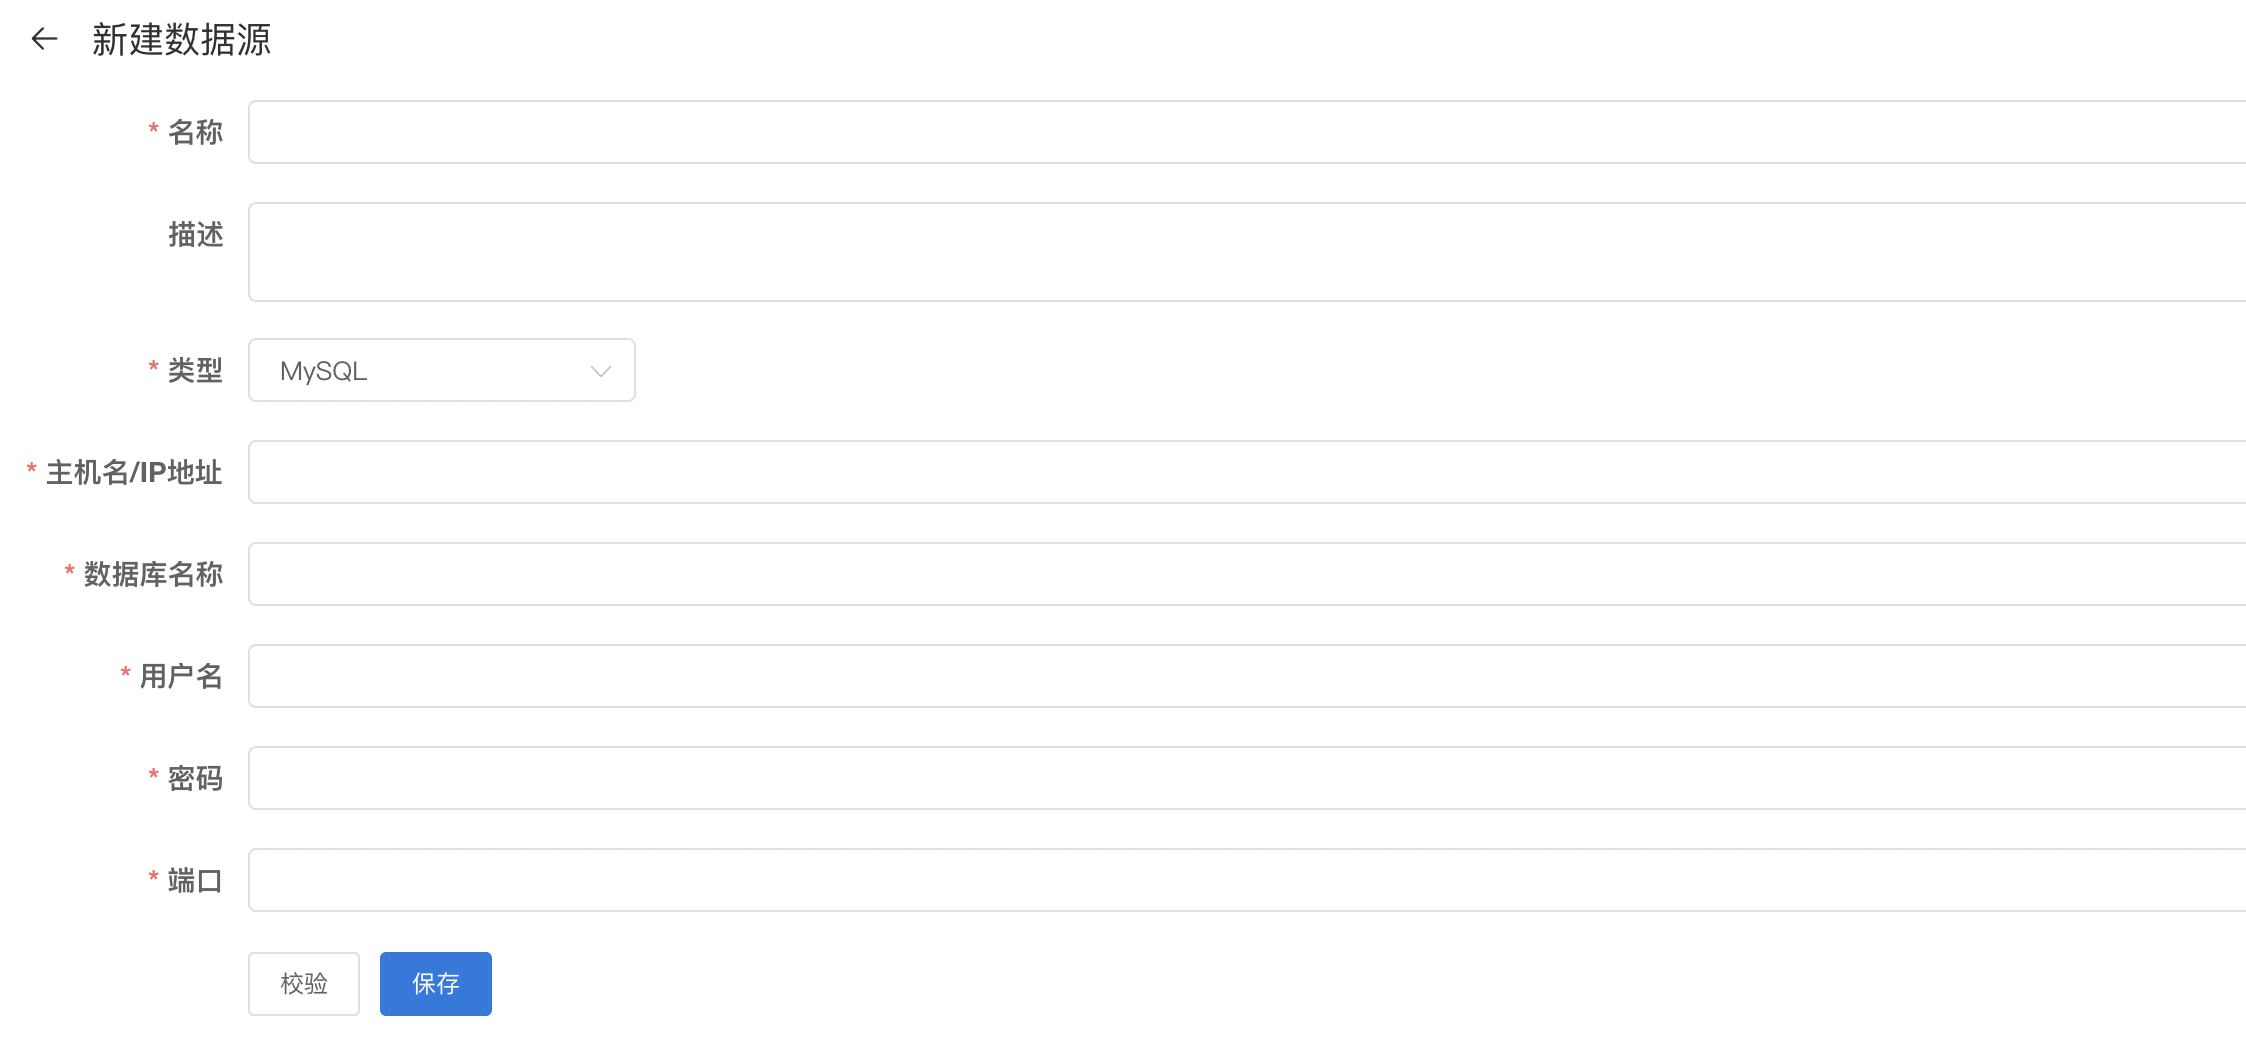 新建数据源
* 名称
描述
* 类型 MySQL
* 主机名/IP地址
* 数据库名称
* 用户名
* 密码
* 端口
校验 保存